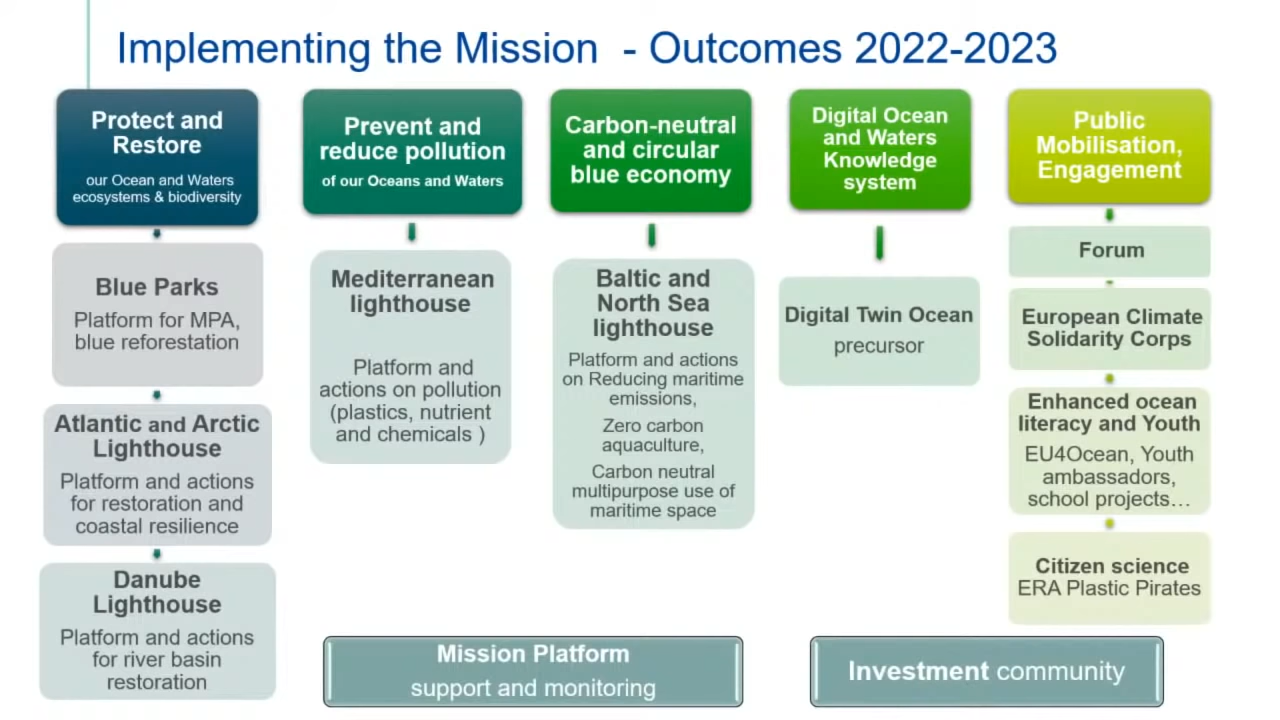 Implementing the Mission - Outcomes 2022-2023
Protect and
Restore
our Ocean and Waters
ecosystems & biodiversity
Blue Parks
Platform for MPA,
blue reforestation
Atlantic and Arctic
Lighthouse
Platform and actions
for restoration and
coastal resilience
Danube
Lighthouse
Platform and actions
for river basin
restoration
Prevent and
reduce pollution
of our Oceans and Waters
Mediterranean
lighthouse
Platform and
actions on pollution
(plastics, nutrient
and chemicals )
Carbon-neutral
and circular
blue economy
Baltic and
North Sea
lighthouse
Platform and actions
on Reducing maritime
emissions,
Zero carbon
aquaculture,
Carbon neutral
multipurpose use of
maritime space
Digital Ocean
and Waters
Knowledge
system
Digital Twin Ocean
precursor
Public
Mobilisation,
Engagement
Forum
European Climate
Solidarity Corps
Enhanced ocean
literacy and Youth
EU4Ocean, Youth
ambassadors,
school projects…
Citizen science
ERA Plastic Pirates
Mission Platform
support and monitoring
Investment community